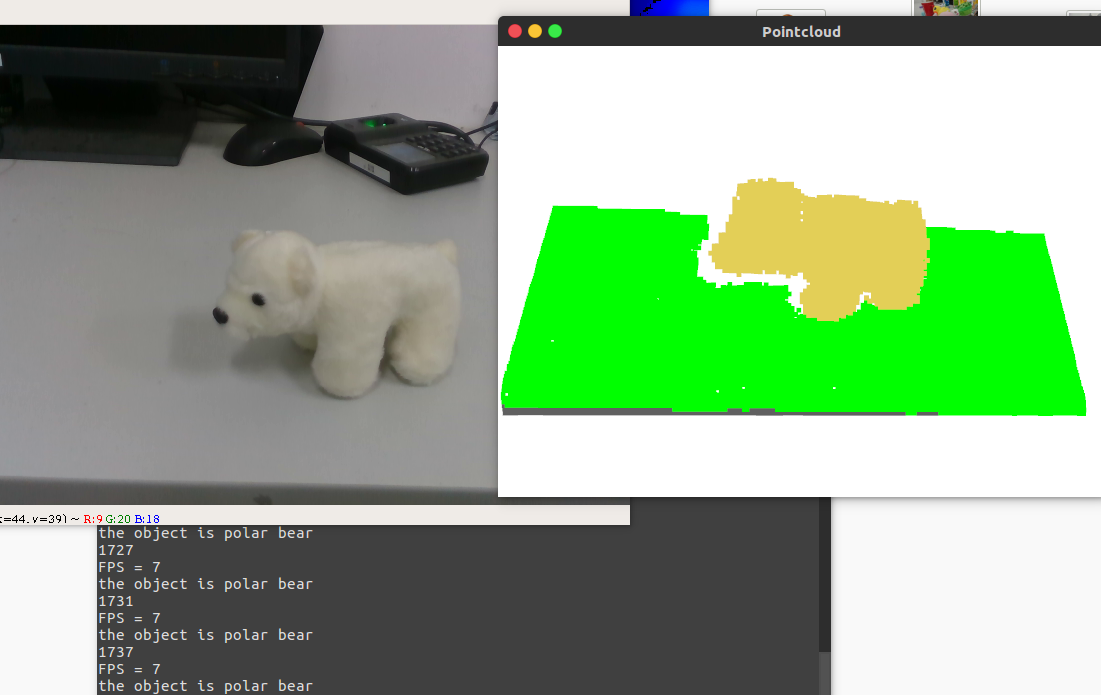 Pointcloud
x=44, y=39) ~ R:9 G:20 B:18
the object is polar bear
1727
FPS = 7
the object is polar bear
1731
FPS = 7
the object is polar bear
1737
FPS = 7
the object is polar bear